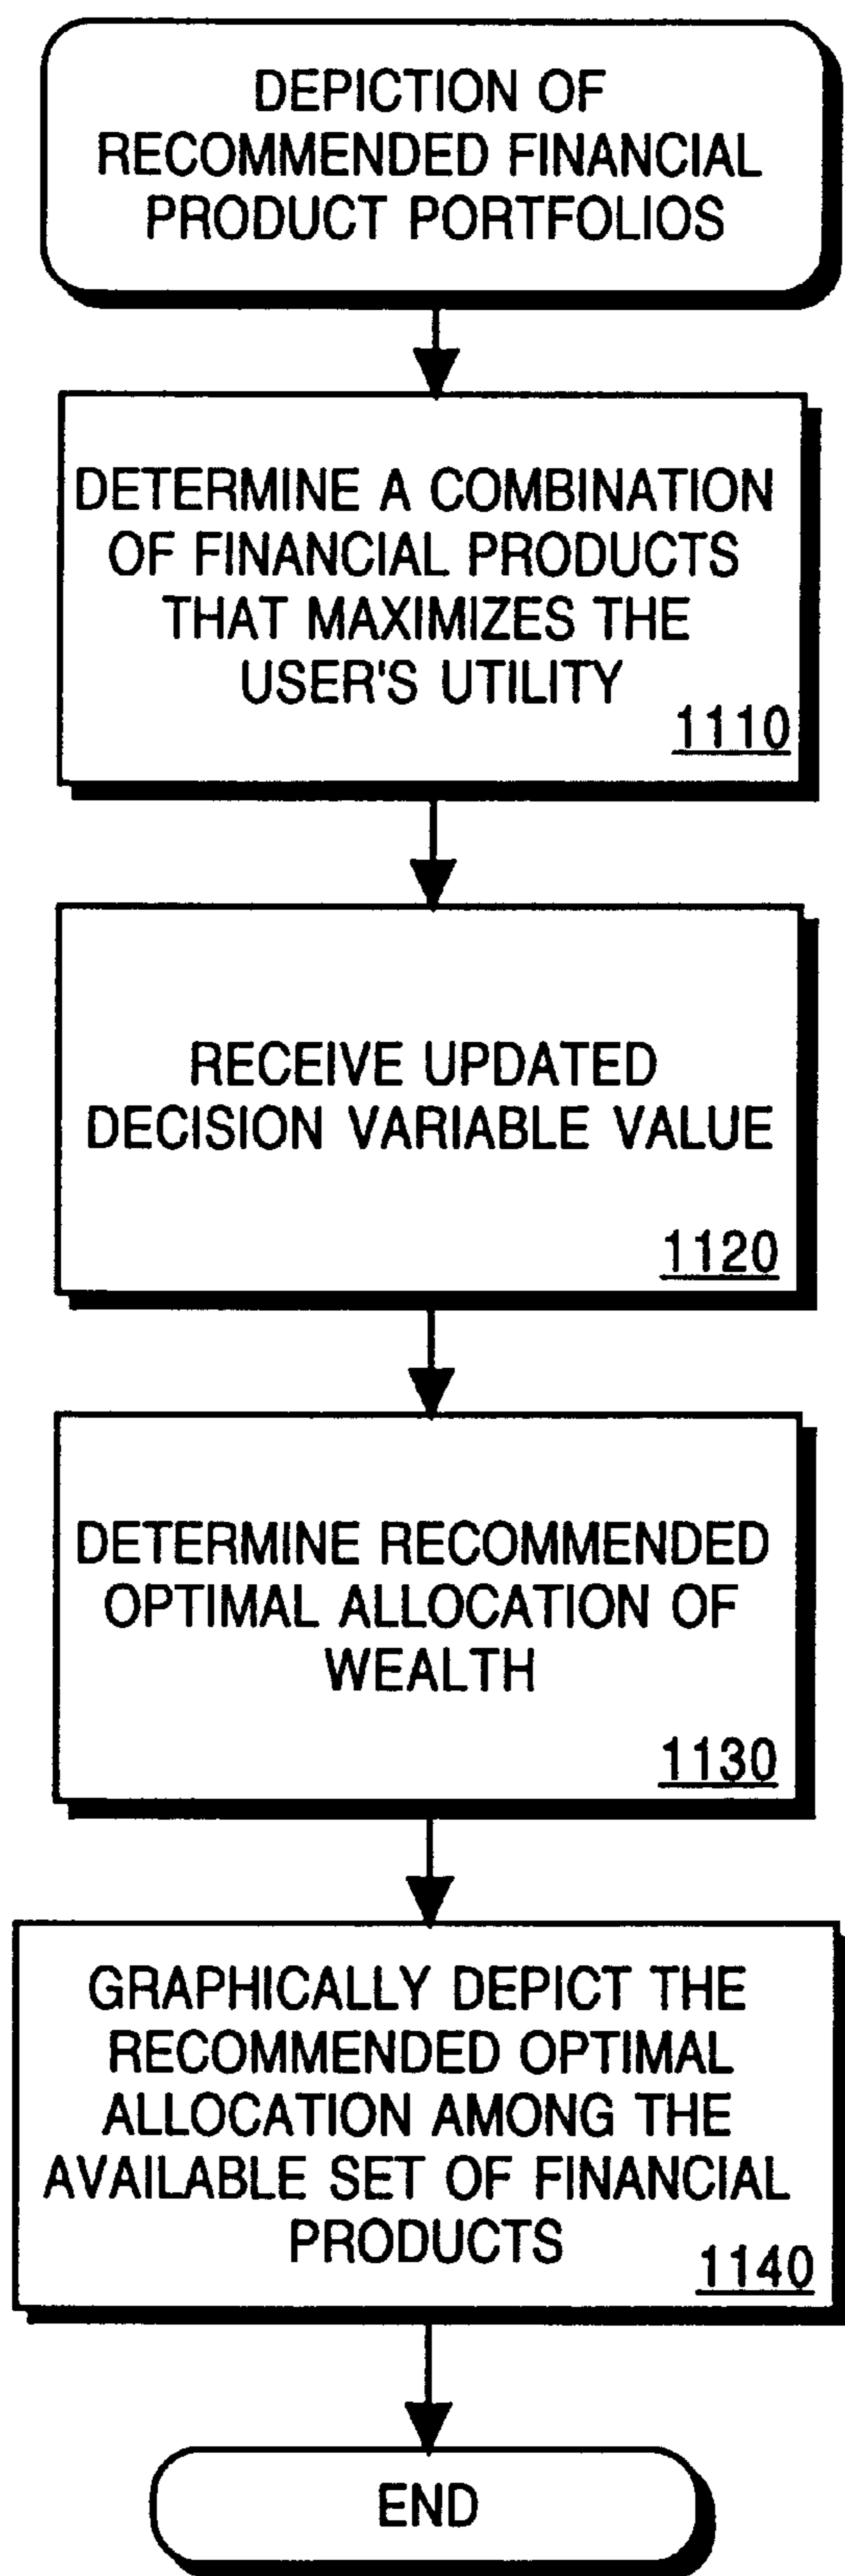 DEPICTION OF
RECOMMENDED FINANCIAL
PRODUCT PORTFOLIOS
DETERMINE A COMBINATION
OF FINANCIAL PRODUCTS
THAT MAXIMIZES THE
USER'S UTILITY
1110
RECEIVE UPDATED
DECISION VARIABLE VALUE
1120
DETERMINE RECOMMENDED
OPTIMAL ALLOCATION OF
WEALTH
1130
GRAPHICALLY DEPICT THE
RECOMMENDED OPTIMAL
ALLOCATION AMONG THE
AVAILABLE SET OF FINANCIAL
PRODUCTS
1140
END